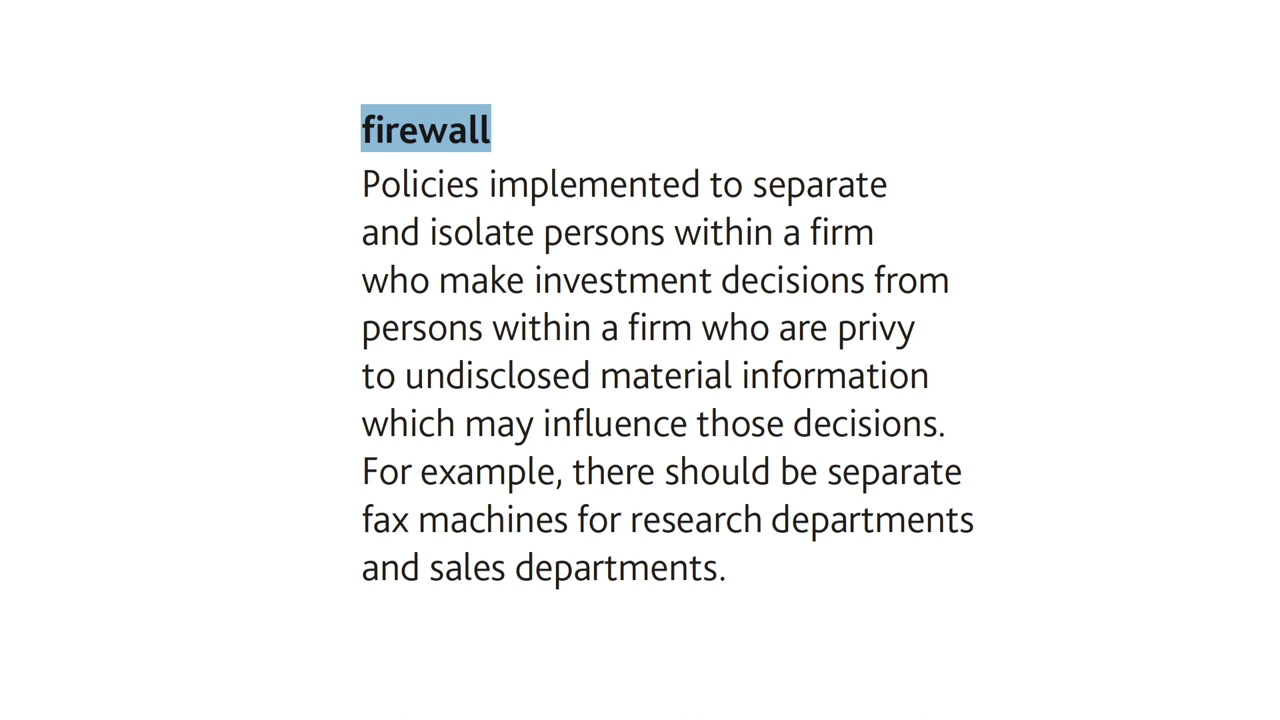 firewall
Policies implemented to separate
and isolate persons within a firm
who make investment decisions from
persons within a firm who are privy
to undisclosed material information
which may influence those decisions.
For example, there should be separate
fax machines for research departments
and sales departments.